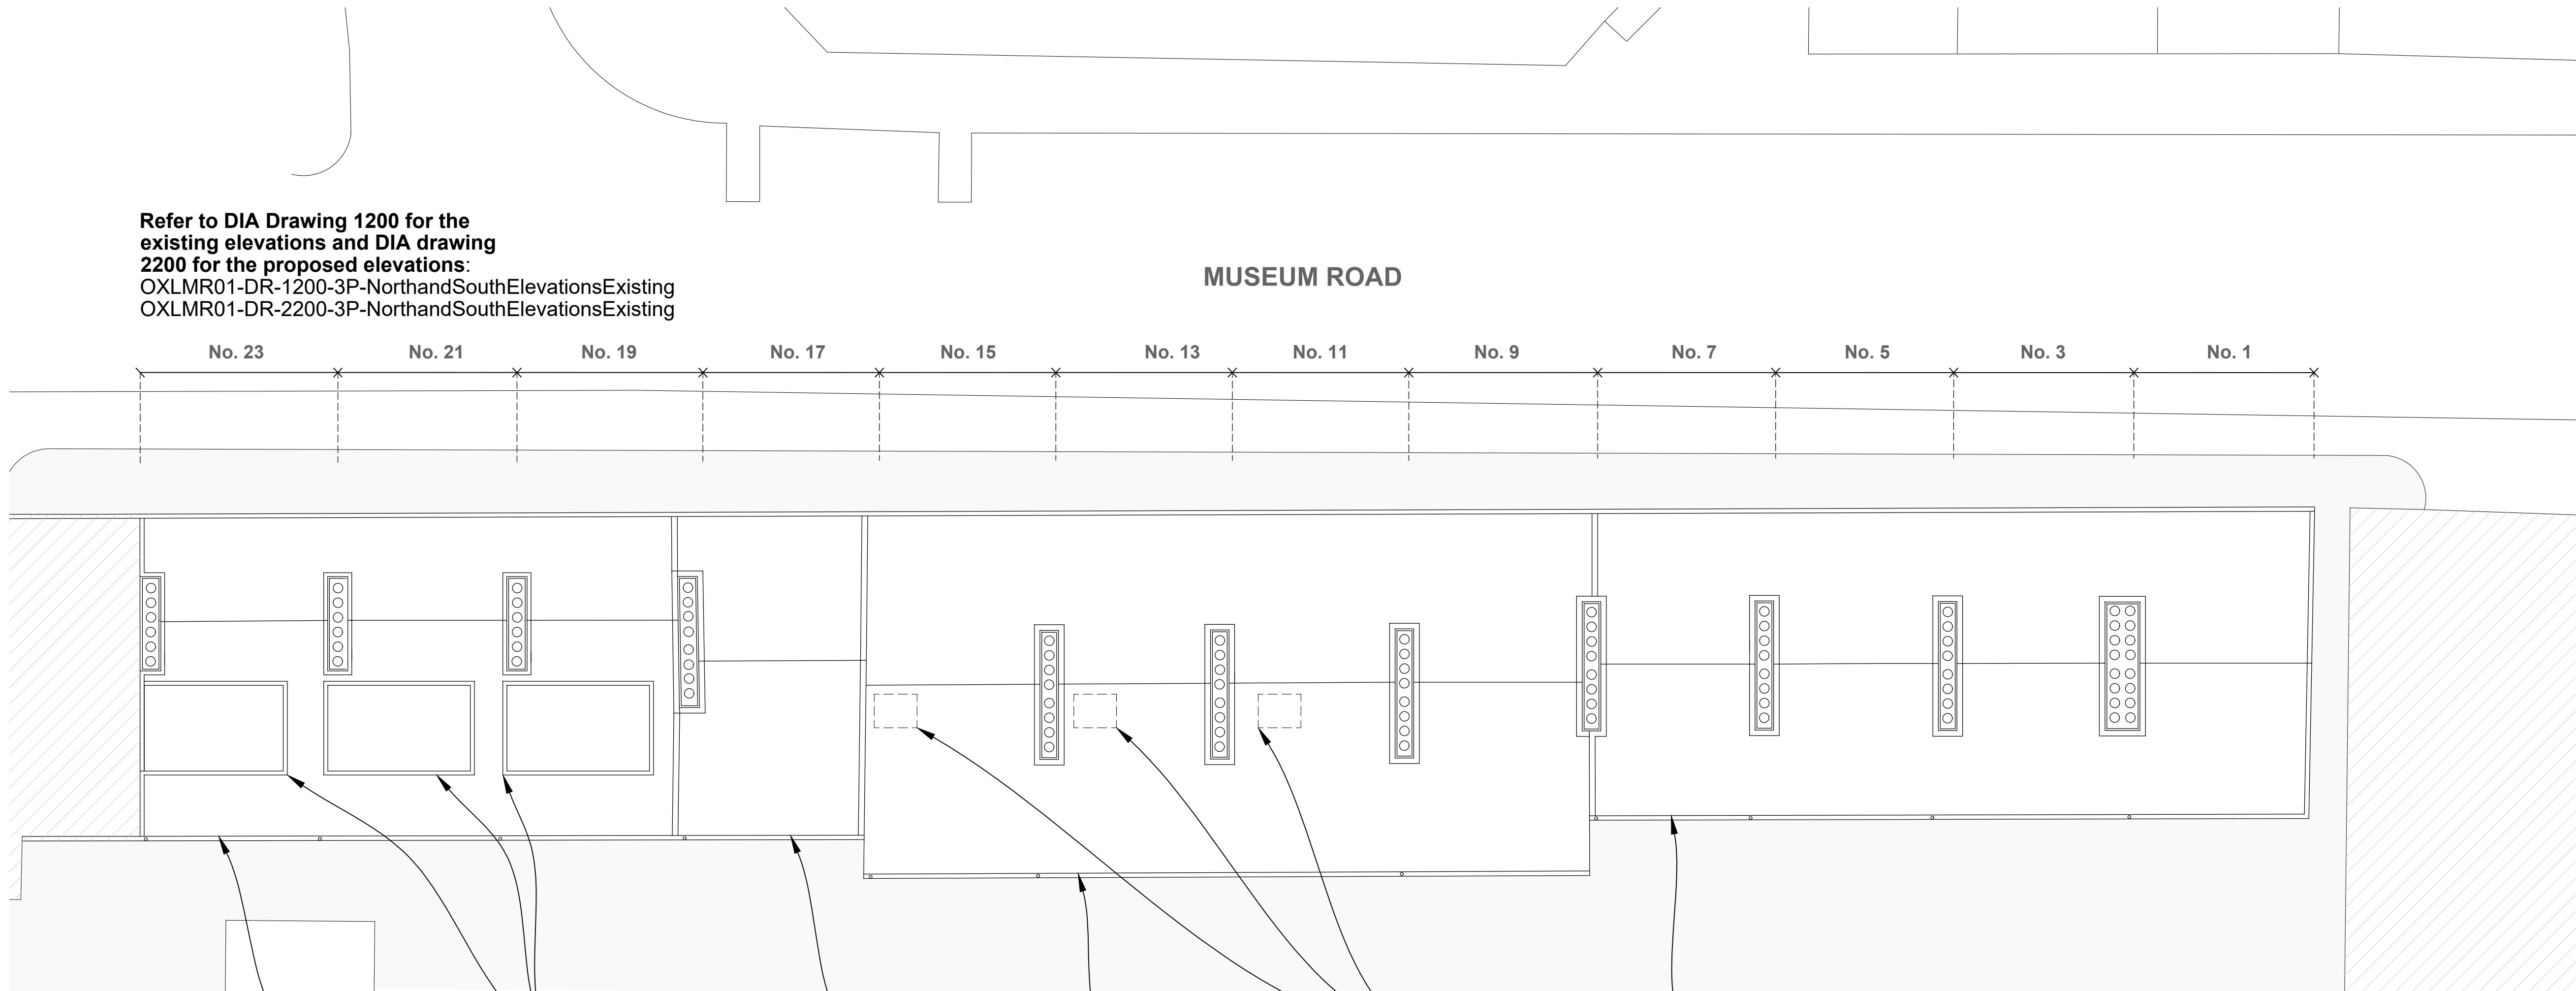 Refer to DIA Drawing 1200 for the
existing elevations and DIA drawing
2200 for the proposed elevations:
OXLMR01-DR-1200-3P-NorthandSouthElevationsExisting
OXLMR01-DR-2200-3P-NorthandSouthElevationsExisting
MUSEUM ROAD
No. 23 No. 21 No. 19 No. 17 No. 15 No. 13 No. 11 No. 9 No. 7 No. 5 No. 3 No. 1